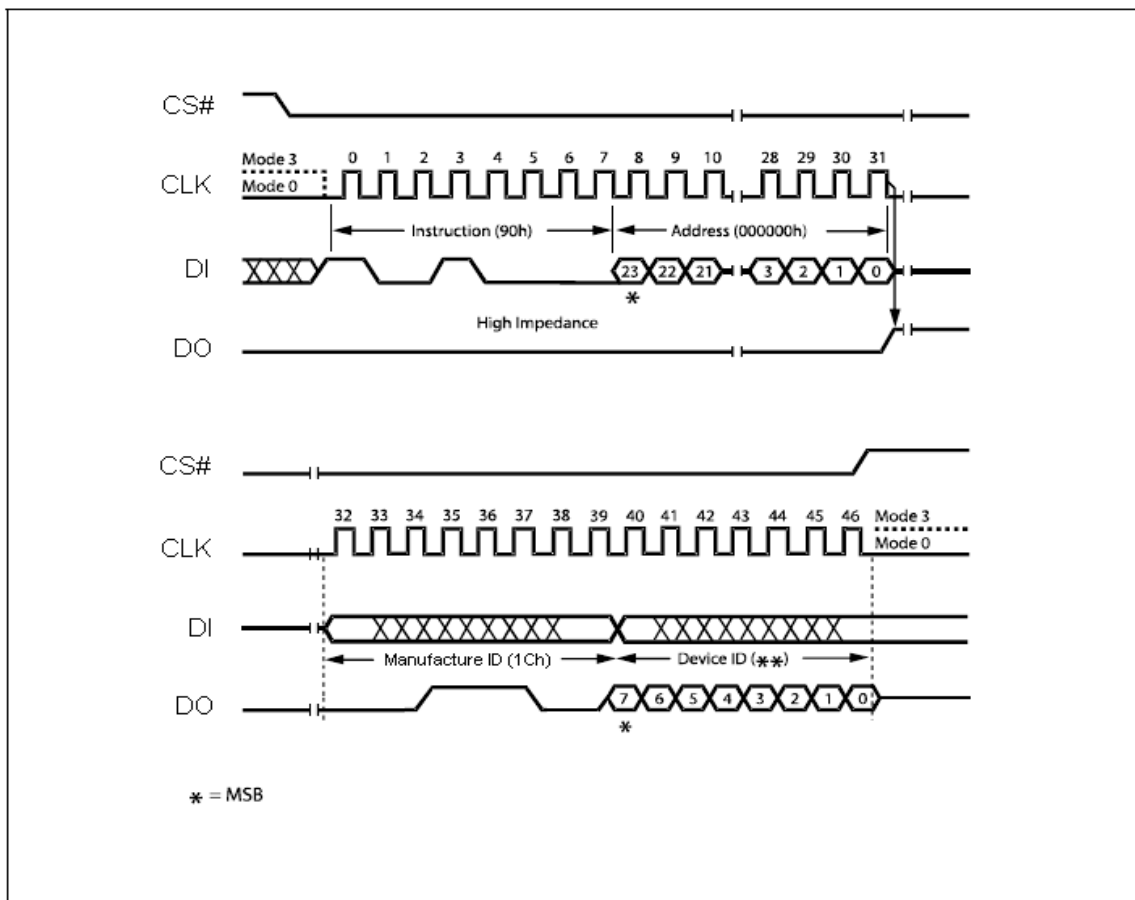 CS#
Mode 3
0 1 2 3 4 5 6 7 8 9 10 28 29 30 31
CLK
Mode 0
Instruction (90h) Address (000000h)
DI 23 22 21 3 2 1 0
*
High Impedance
DO
CS#
32 33 34 35 36 37 38 39 40 41 42 43 44 45 46 Mode 3
CLK Mode 0
DI
Manufacture ID (1Ch) Device ID (**)
DO 7 6 5 4 3 2 1 0
*
* = MSB